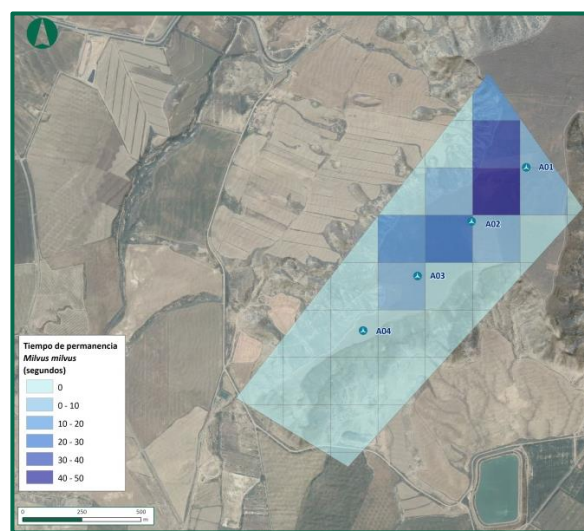 A01
A02
A03
A04
Tiempo de permanencia
Milvus milvus
(segundos)
0
0 - 10
10 - 20
20 - 30
30 - 40
40 - 50
0 250 500
m